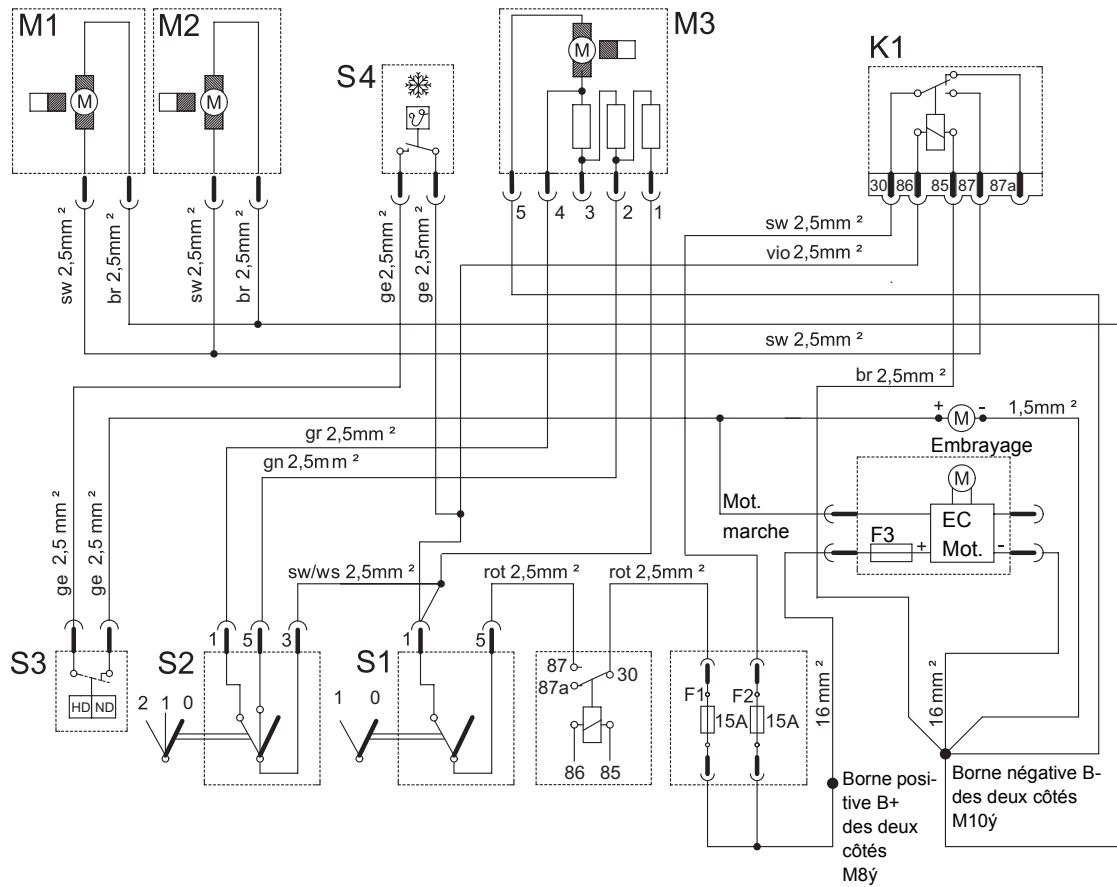 M1
M2
M3
S4
K1
M
M
M
30
86
85
87
87a
5
4
3
2
1
sw 2,5mm ²
br 2,5mm ²
sw 2,5mm ²
br 2,5mm ²
ge 2,5mm ²
ge 2,5mm ²
sw 2,5mm ²
vio 2,5mm ²
sw 2,5mm ²
br 2,5mm ²
+
M
-
1,5mm ²
Embrayage
gr 2,5mm ²
gn 2,5mm ²
M
Mot.
marche
EC
Mot.
F3
+
-
ge 2,5 mm ²
ge 2,5 mm ²
sw/ws 2,5mm ²
rot 2,5mm ²
rot 2,5mm ²
S3
HD
ND
S2
1
5
3
2
1
0
S1
1
5
1
0
87
87a
30
86
85
F1
15A
F2
15A
16 mm ²
16 mm ²
Borne posi-
tive B+
des deux
côtés
M8ý
Borne négative B-
des deux côtés
M10ý